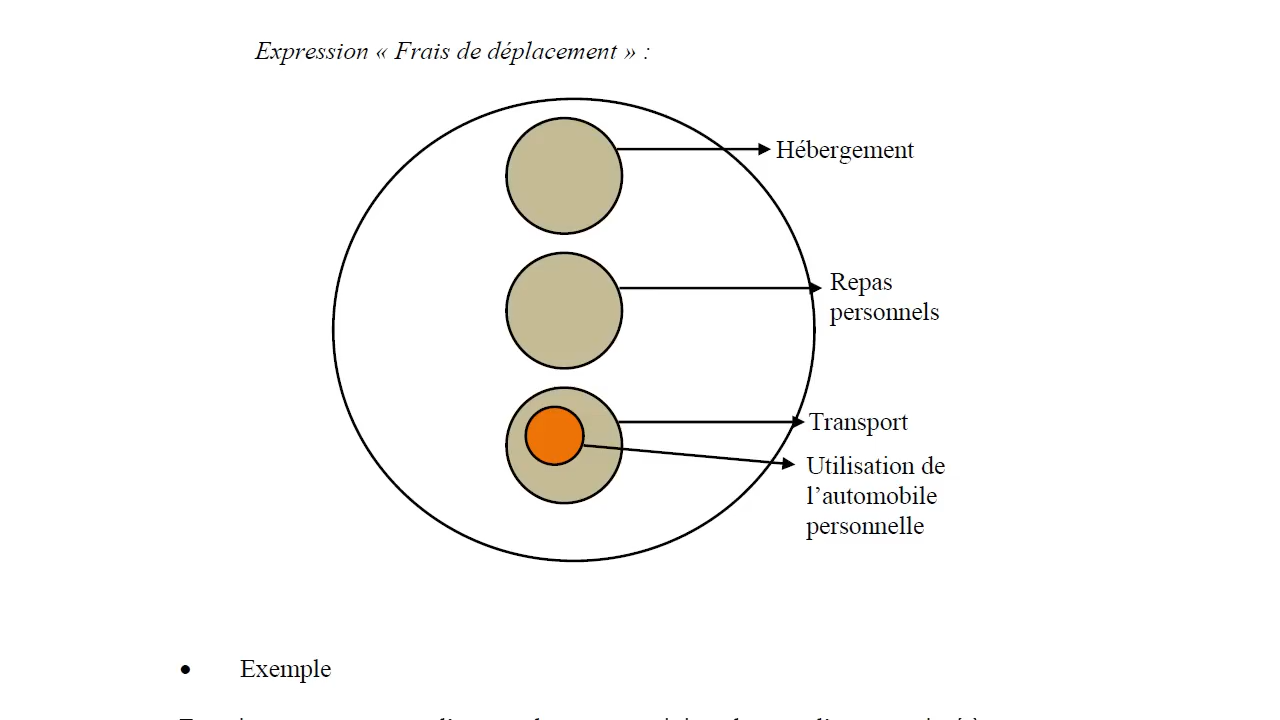 Expression « Frais de déplacement » :
Hébergement
Repas
personnels
Transport
Utilisation de
l’automobile
personnelle
• Exemple